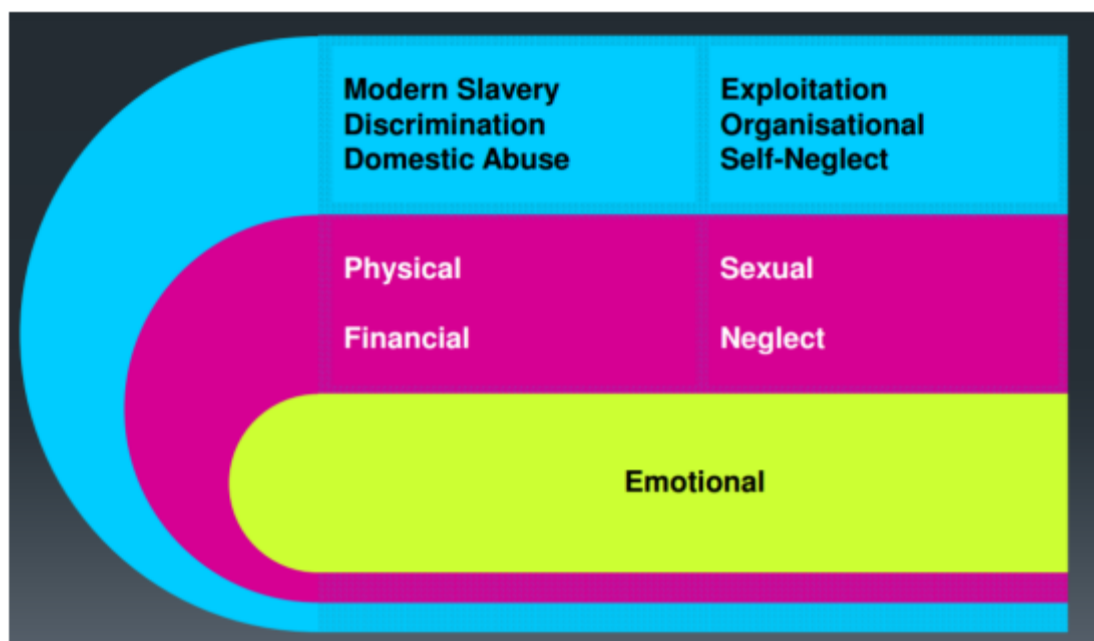 Modern Slavery
Discrimination
Domestic Abuse
Exploitation
Organisational
Self-Neglect
Physical
Financial
Sexual
Neglect
Emotional